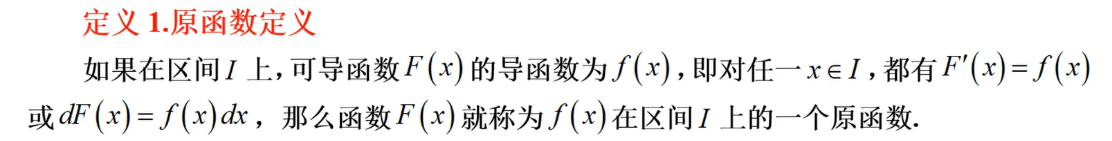 定义 1.原函数定义
如果在区间 I 上,可导函数 F(x) 的导函数为 f(x),即对任一 x∈I,都有 F′(x)=f(x)
或 dF(x)=f(x)dx，那么函数 F(x) 就称为 f(x) 在区间 I 上的一个原函数.